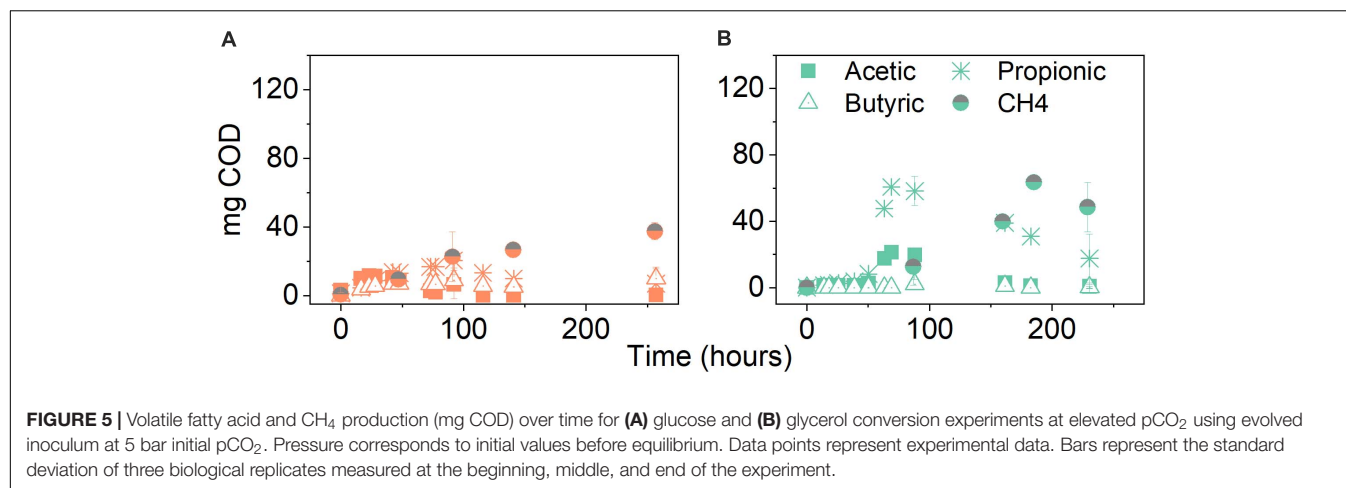 A
B
120
80
40
0
mg COD
0
100
200
120
80
40
0
0
100
200
Acetic
Propionic
Butyric
CH4
Time (hours)
FIGURE 5 | Volatile fatty acid and CH₄ production (mg COD) over time for (A) glucose and (B) glycerol conversion experiments at elevated pCO₂ using evolved
inoculum at 5 bar initial pCO₂. Pressure corresponds to initial values before equilibrium. Data points represent experimental data. Bars represent the standard
deviation of three biological replicates measured at the beginning, middle, and end of the experiment.